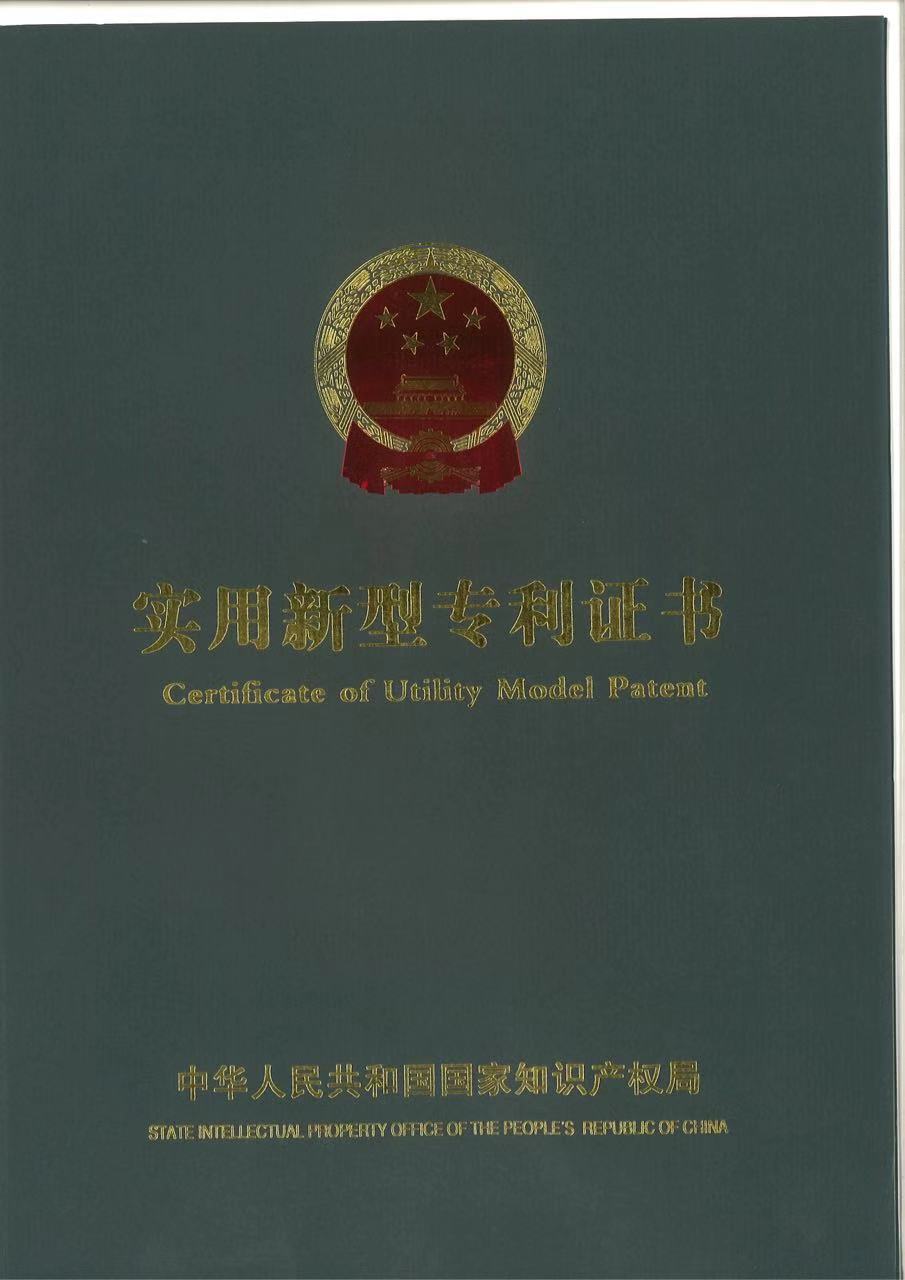 实用新型专利证书
Certificate of Utility Model Patent
中华人民共和国国家知识产权局
STATE INTELLECTUAL PROPERTY OFFICE OF THE PEOPLE'S REPUBLIC OF CHINA